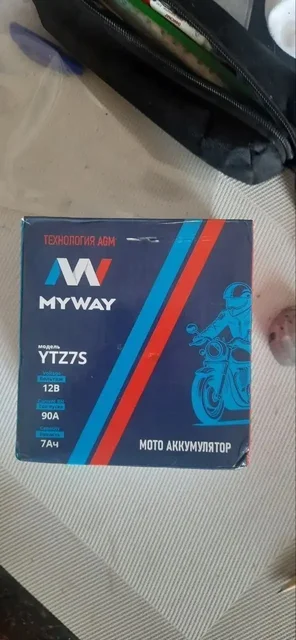 ТЕХНОЛОГИЯ AGM
MYWAY
модель
YTZ7S
12В
90А
7Ач
МОТО АККУМУЛЯТОР